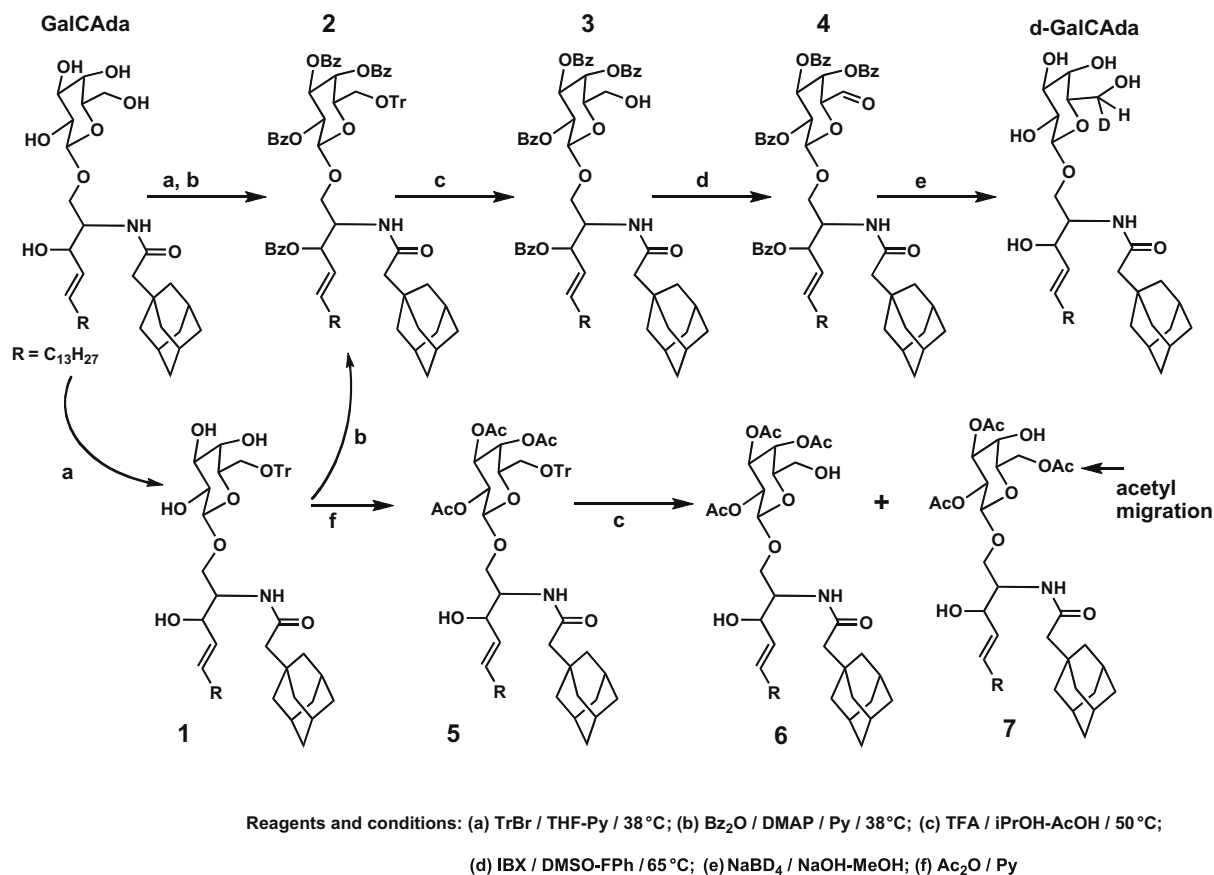 GalCAda
2
3
4
d-GalCAda
HO OH
OH
HO
O
O
HO
NH
O
R
R = C₁₃H₂₇
a, b
OBz
OBz
OTr
BzO
O
O
BzO
NH
O
R
c
OBz
OBz
OH
BzO
O
O
BzO
NH
O
R
d
OBz
OBz
O
BzO
O
O
BzO
NH
O
R
e
HO OH
OH
H
D
HO
O
O
HO
NH
O
R
a
b
f
HO OH
OTr
HO
O
O
HO
NH
O
R
1
OAc
OAc
OTr
AcO
O
O
HO
NH
O
R
5
c
OAc
OAc
OH
AcO
O
O
HO
NH
O
R
6
+
OAc
OH
OAc
AcO
O
O
HO
NH
O
R
7
acetyl
migration
Reagents and conditions: (a) TrBr / THF-Py / 38°C; (b) Bz₂O / DMAP / Py / 38°C; (c) TFA / iPrOH-AcOH / 50°C;
(d) IBX / DMSO-FPh / 65°C; (e) NaBD₄ / NaOH-MeOH; (f) Ac₂O / Py